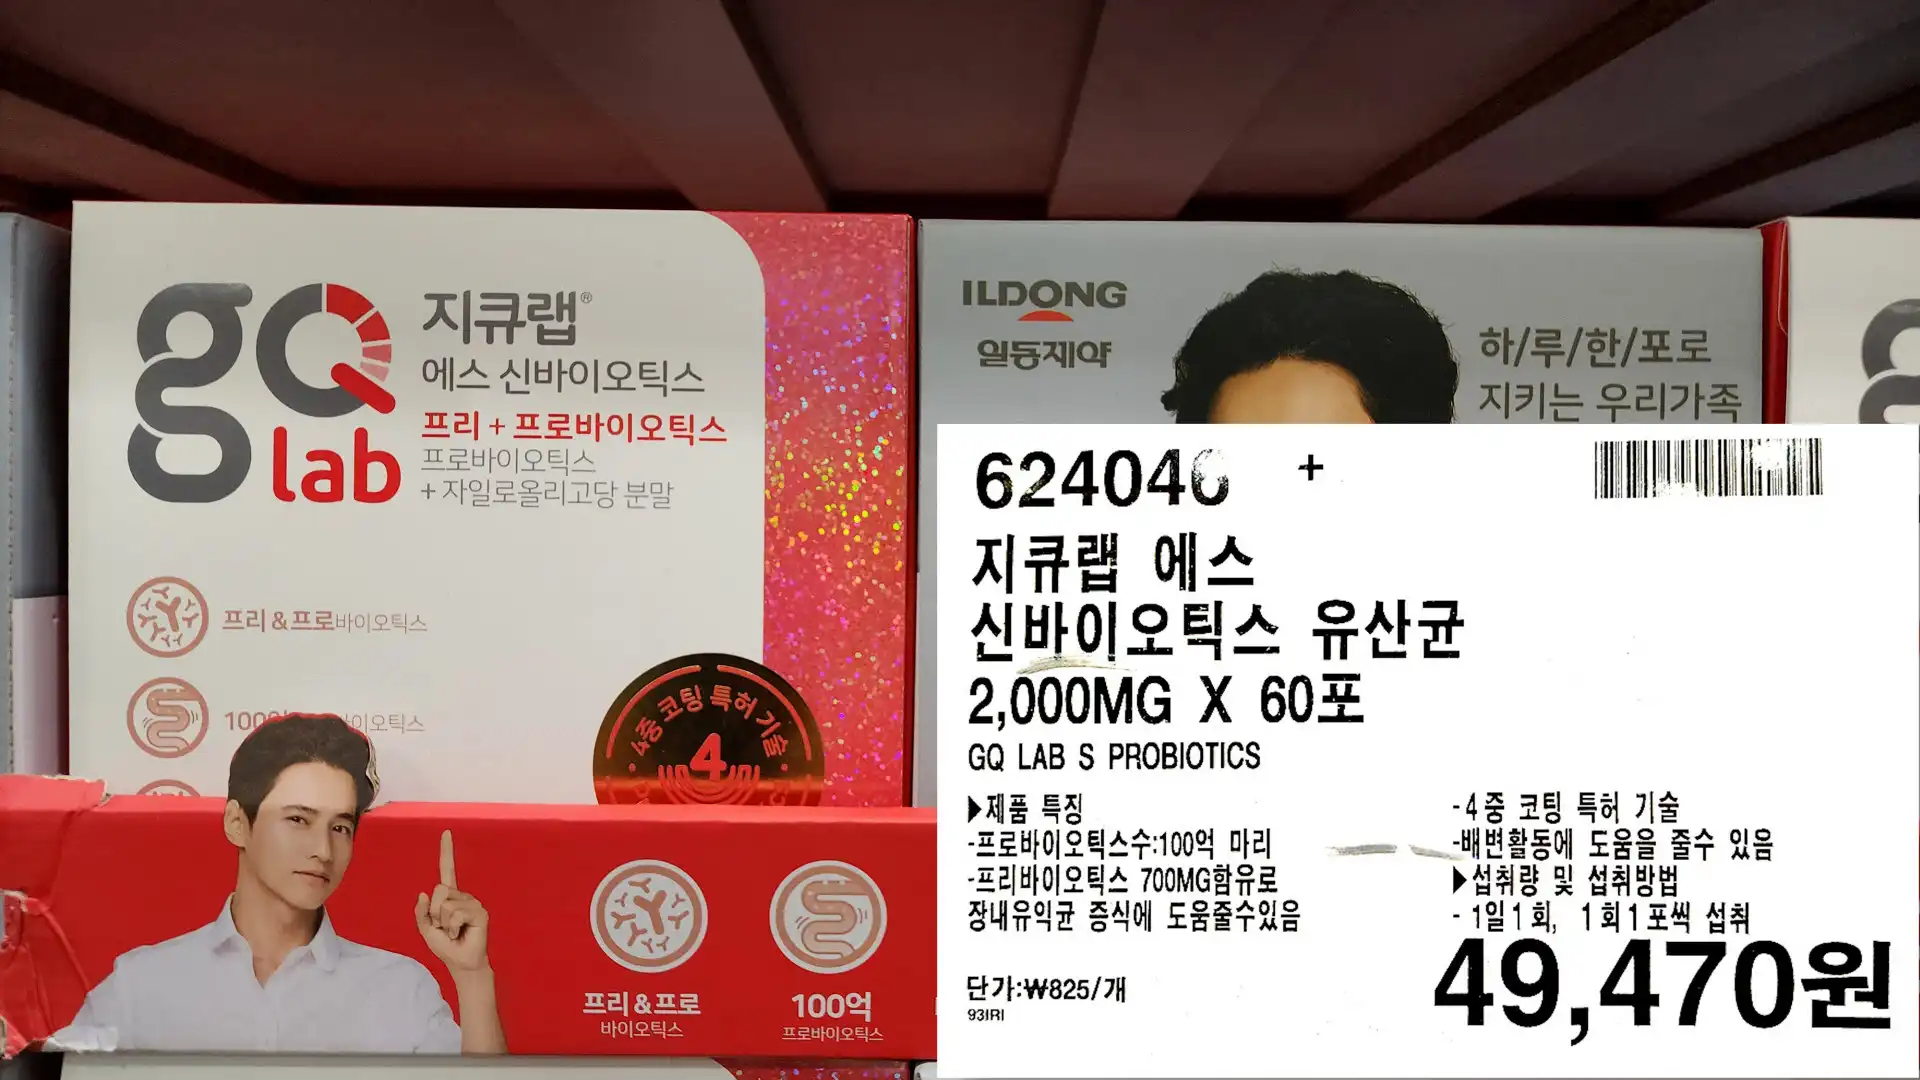 gQ
lab
지큐랩®
에스 신바이오틱스
프리 + 프로바이오틱스
프로바이오틱스
+ 자일로올리고당 분말
프리&프로바이오틱스
4중 코팅 특허 기술
4
프리&프로
바이오틱스
100억
프로바이오틱스
ILDONG
일동제약
하/루/한/포로
지키는 우리가족
624046 +
지큐랩 에스
신바이오틱스 유산균
2,000MG X 60포
GQ LAB S PROBIOTICS
▶제품 특징
-프로바이오틱스수:100억 마리
-프리바이오틱스 700MG함유로
장내유익균 증식에 도움줄수있음
-4중 코팅 특허 기술
-배변활동에 도움을 줄수 있음
▶섭취량 및 섭취방법
- 1일1회, 1회1포씩 섭취
단가:₩825/개
93IRI
49,470원